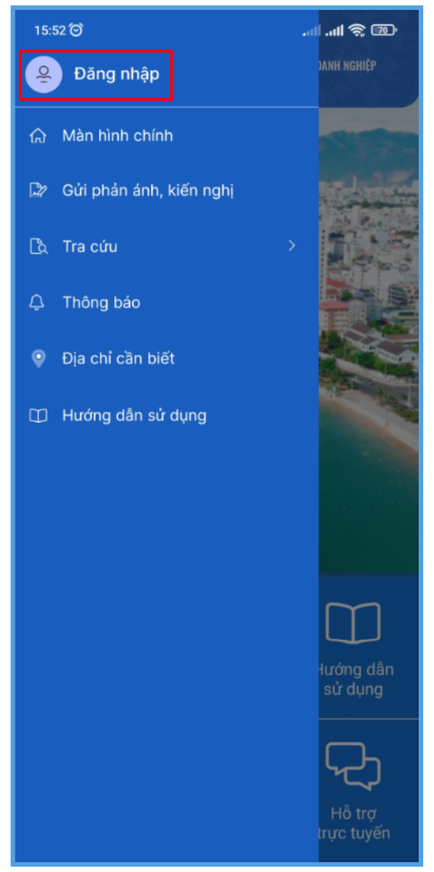 15:52
70
Đăng nhập
DANH NGHIỆP
Màn hình chính
Gửi phản ánh, kiến nghị
Tra cứu
Thông báo
Địa chỉ cần biết
Hướng dẫn sử dụng
Hướng dẫn
sử dụng
Hỗ trợ
trực tuyến